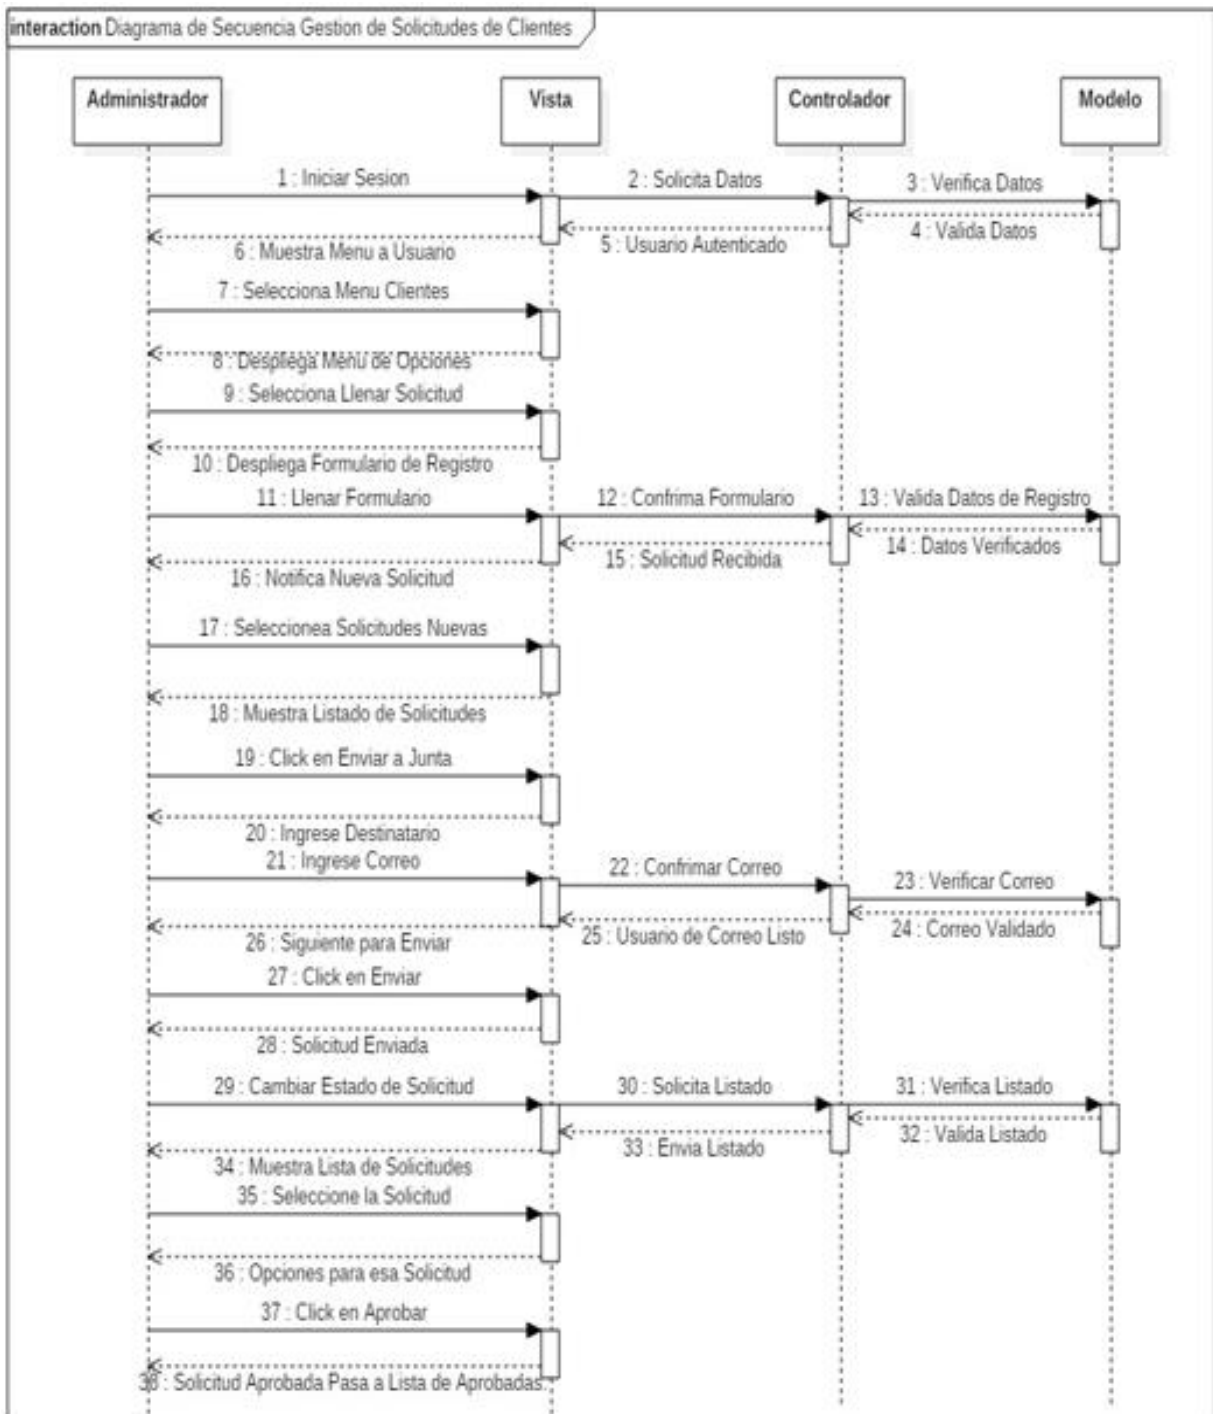 interaction Diagrama de Secuencia Gestion de Solicitudes de Clientes
Administrador
Vista
Controlador
Modelo
1 : Iniciar Sesion
2 : Solicita Datos
3 : Verifica Datos
4 : Valida Datos
5 : Usuario Autenticado
6 : Muestra Menu a Usuario
7 : Selecciona Menu Clientes
8 : Despliega Menu de Opciones
9 : Selecciona Llenar Solicitud
10 : Despliega Formulario de Registro
11 : Llenar Formulario
12 : Confrima Formulario
13 : Valida Datos de Registro
14 : Datos Verificados
15 : Solicitud Recibida
16 : Notifica Nueva Solicitud
17 : Seleccionea Solicitudes Nuevas
18 : Muestra Listado de Solicitudes
19 : Click en Enviar a Junta
20 : Ingrese Destinatario
21 : Ingrese Correo
22 : Confrimar Correo
23 : Verificar Correo
24 : Correo Validado
25 : Usuario de Correo Listo
26 : Siguiente para Enviar
27 : Click en Enviar
28 : Solicitud Enviada
29 : Cambiar Estado de Solicitud
30 : Solicita Listado
31 : Verifica Listado
32 : Valida Listado
33 : Envia Listado
34 : Muestra Lista de Solicitudes
35 : Seleccione la Solicitud
36 : Opciones para esa Solicitud
37 : Click en Aprobar
38 : Solicitud Aprobada Pasa a Lista de Aprobadas.